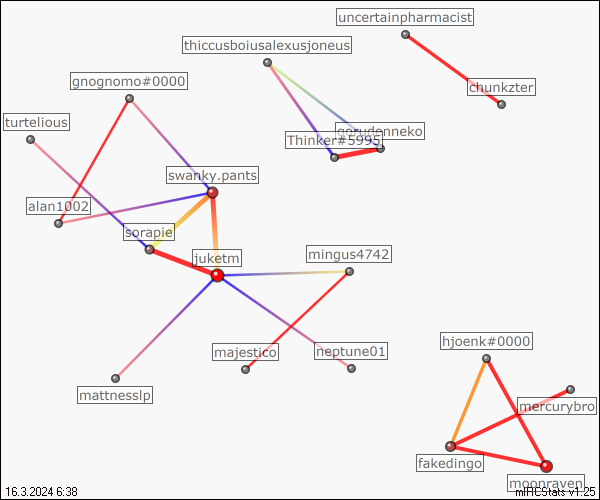 uncertainpharmacist
thiccusboiusalexusjoneus
gnognomo#0000
chunkzter
turtelious
gorudenneko
Thinker#5995
swanky.pants
alan1002
sorapie
juketm
mingus4742
hjoenk#0000
majestico
neptune01
mattnesslp
mercurybro
fakedingo
moonraven
16.3.2024 6:38
mIRCStats v1.25